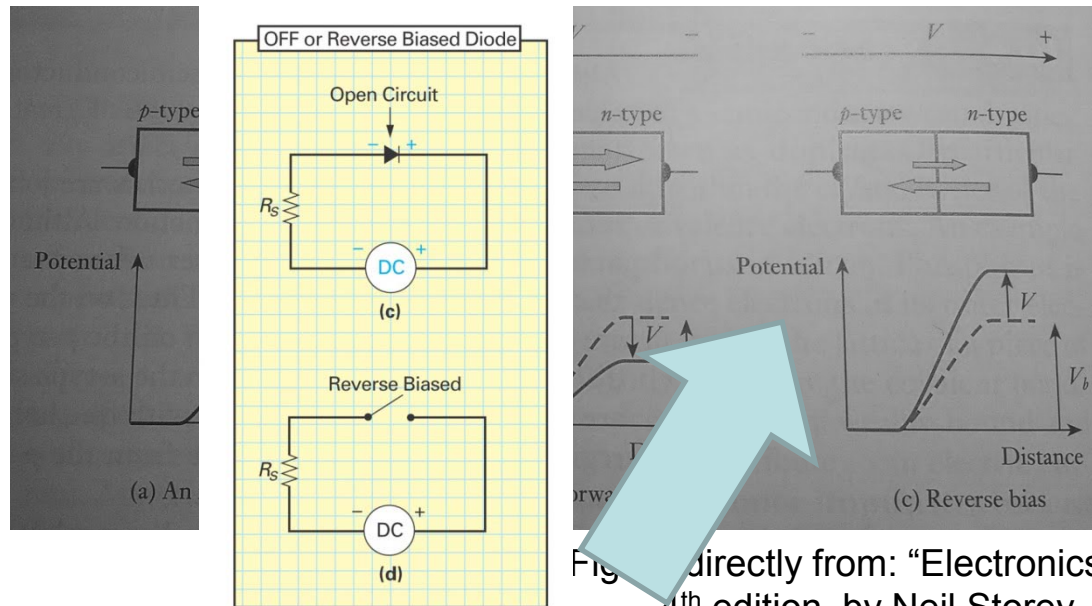 OFF or Reverse Biased Diode
Open Circuit
- +
R_S
- +
DC
(c)
Reverse Biased
R_S
- +
DC
(d)
p-type
Potential
(a) An
-
n-type
V
- V +
p-type n-type
Potential
V
V_b
Distance
(c) Reverse bias
directly from: “Electronics
edition, by Neil Storey